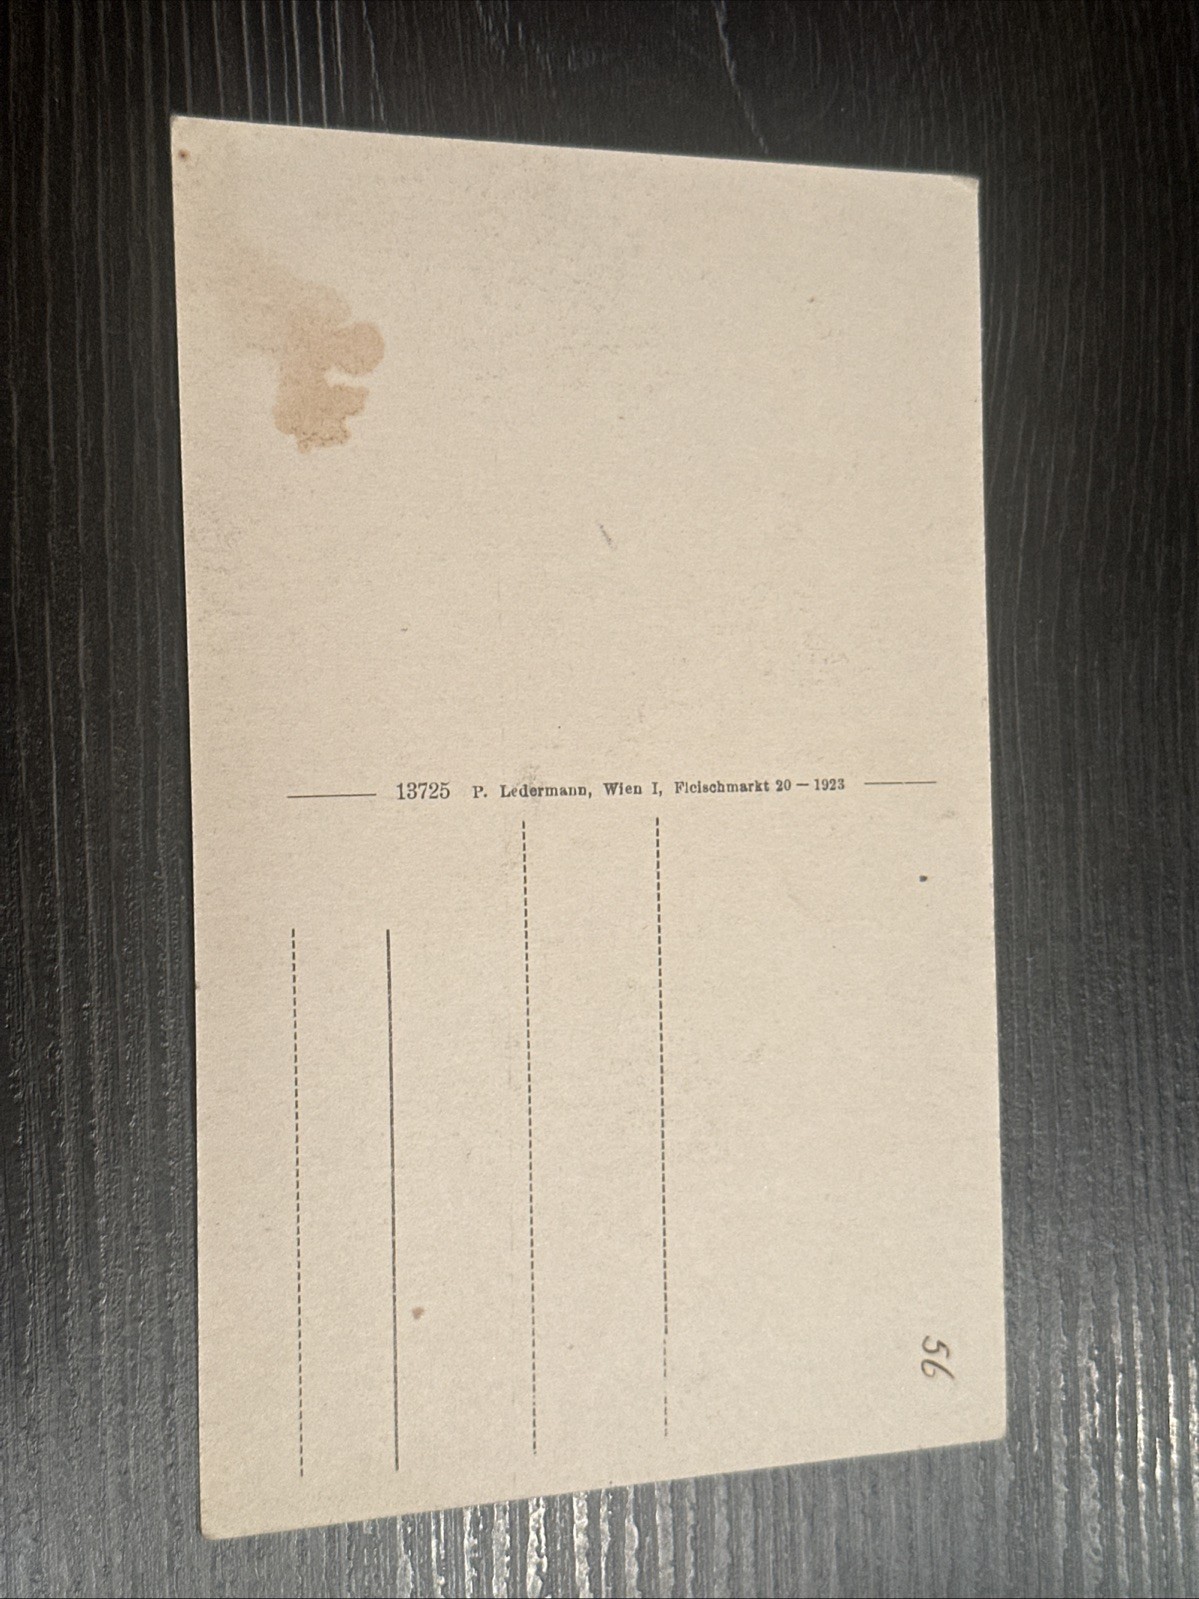 13725 P. Ledermann, Wien I, Fleischmarkt 20 — 1923
56